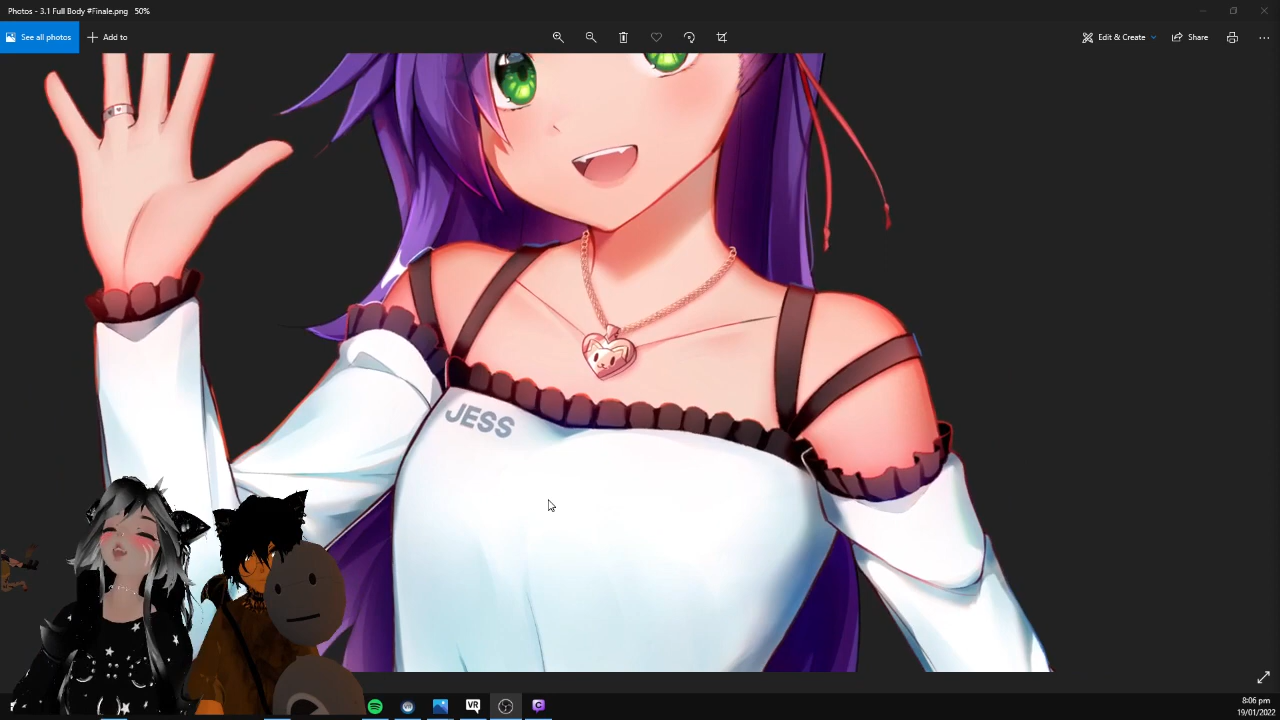 Photos - 3.1 Full Body #Finale.png   50%
See all photos
Add to
Edit & Create
Share
JESS
VR
8:06 pm
19/01/2022